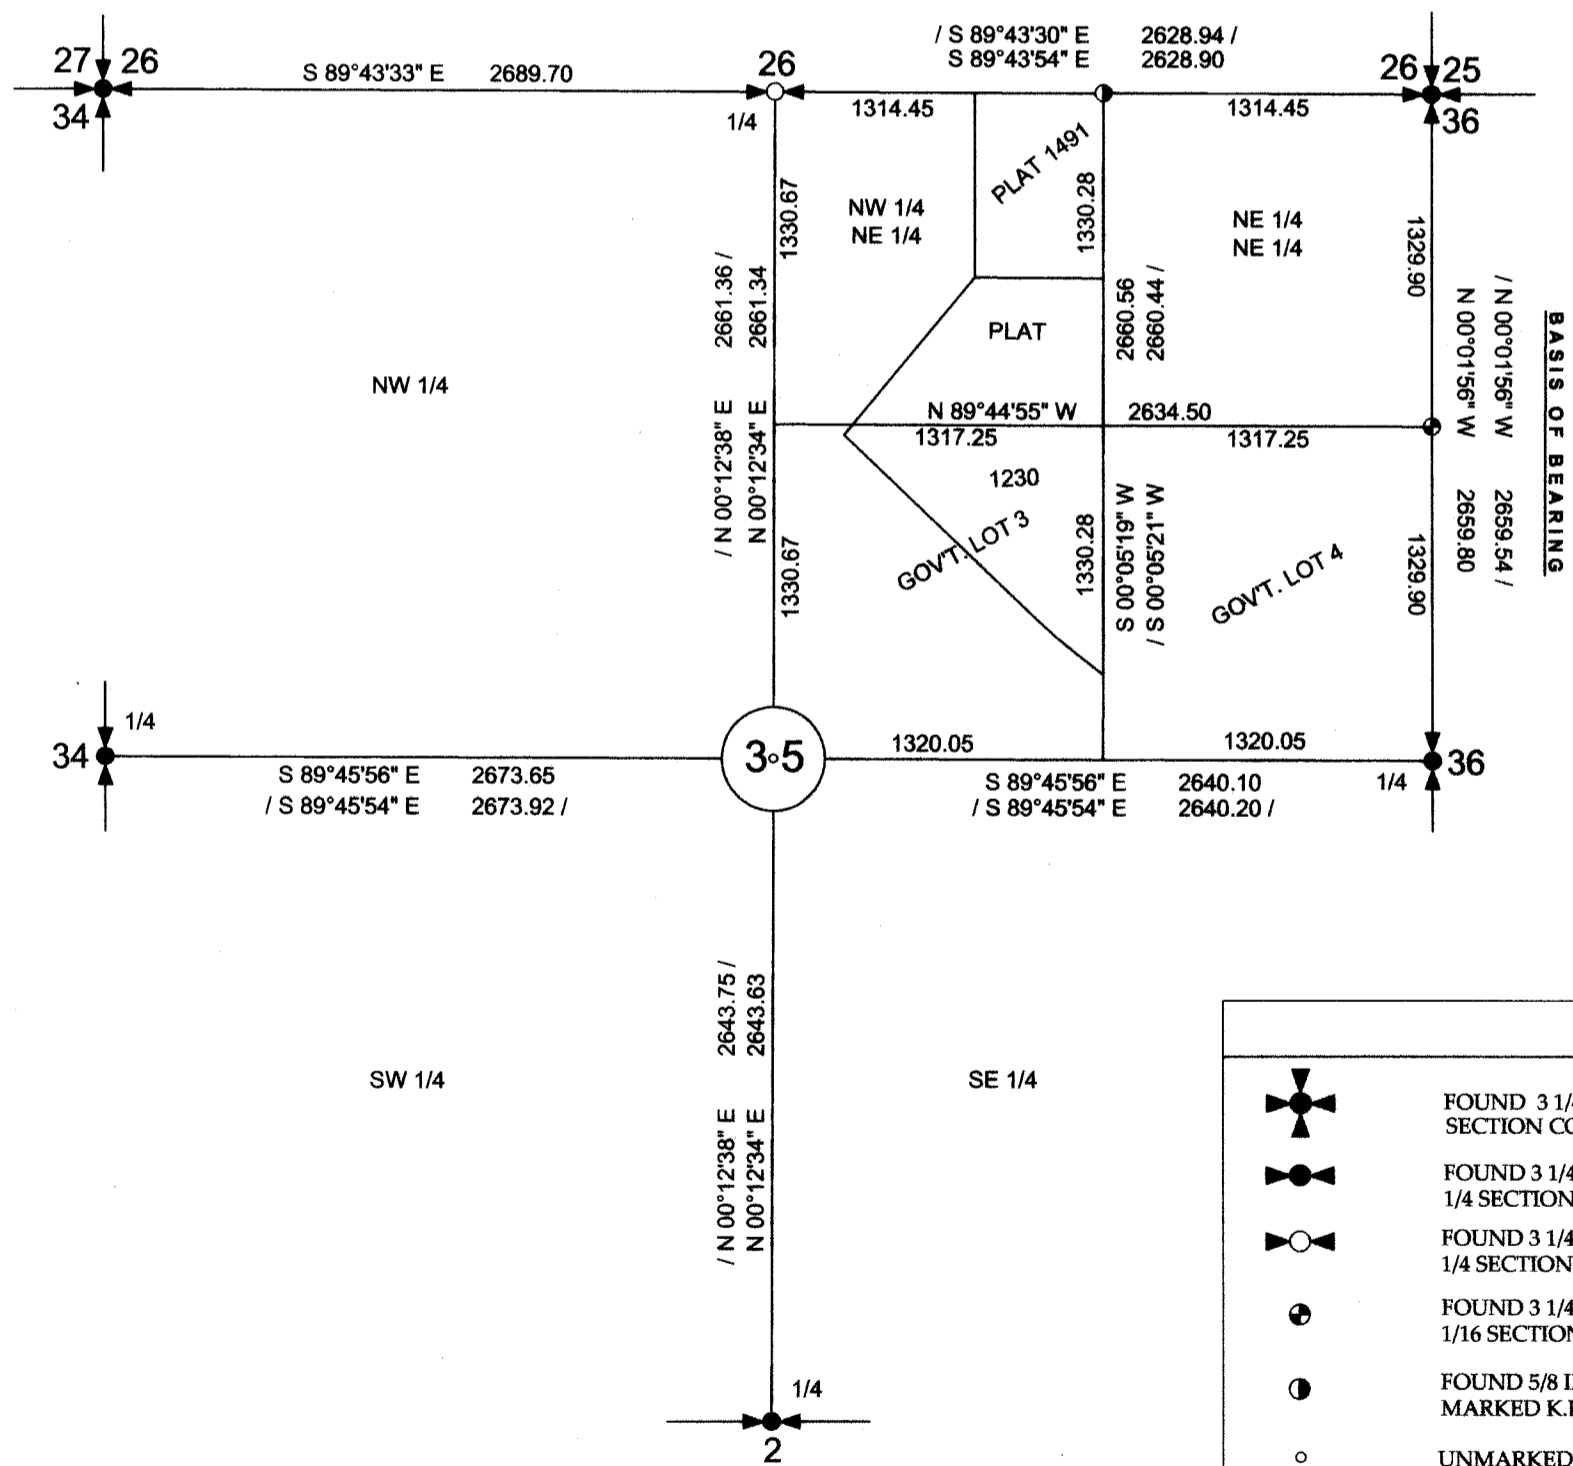 / S 89°43'30" E 2628.94 /
S 89°43'54" E 2628.90
27 26
S 89°43'33" E 2689.70
26
26 25
34
1/4
1314.45
1314.45
36
PLAT 1491
1330.67
1330.28
NW 1/4
NE 1/4
NE 1/4
NE 1/4
1329.90
/ N 00°12'38" E 2661.36 /
N 00°12'34" E 2661.34
2660.56
2660.44 /
/ N 00°01'56" W 2659.54 /
N 00°01'56" W 2659.80
BASIS OF BEARING
PLAT
NW 1/4
N 89°44'55" W 2634.50
1317.25
1317.25
1230
GOV'T. LOT 3
1330.67
1330.28
S 00°05'19" W
/ S 00°05'21" W
GOV'T. LOT 4
1329.90
1/4
34
35
1320.05
1320.05
36
S 89°45'56" E 2673.65
/ S 89°45'54" E 2673.92 /
S 89°45'56" E 2640.10
/ S 89°45'54" E 2640.20 /
1/4
/ N 00°12'38" E 2643.75 /
N 00°12'34" E 2643.63
SW 1/4
SE 1/4
1/4
2
FOUND 3 1/4
SECTION CO
FOUND 3 1/4
1/4 SECTION
FOUND 3 1/4
1/4 SECTION
FOUND 3 1/4
1/16 SECTION
FOUND 5/8 I
MARKED K.
UNMARKED